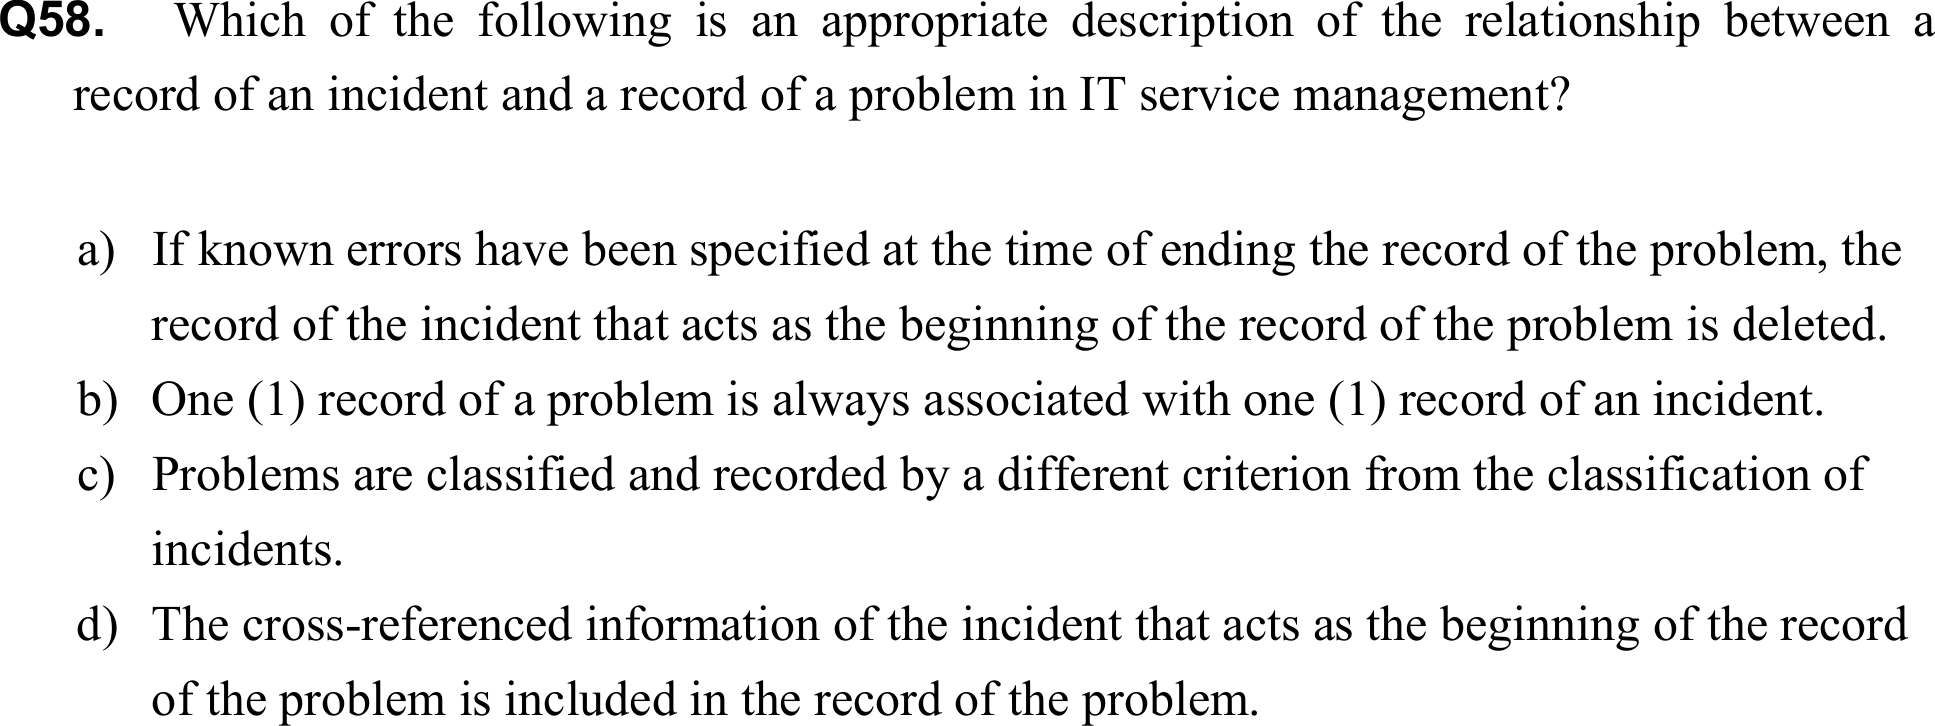 Q58. Which of the following is an appropriate description of the relationship between a
record of an incident and a record of a problem in IT service management?
a) If known errors have been specified at the time of ending the record of the problem, the
record of the incident that acts as the beginning of the record of the problem is deleted.
b) One (1) record of a problem is always associated with one (1) record of an incident.
c) Problems are classified and recorded by a different criterion from the classification of
incidents.
d) The cross-referenced information of the incident that acts as the beginning of the record
of the problem is included in the record of the problem.